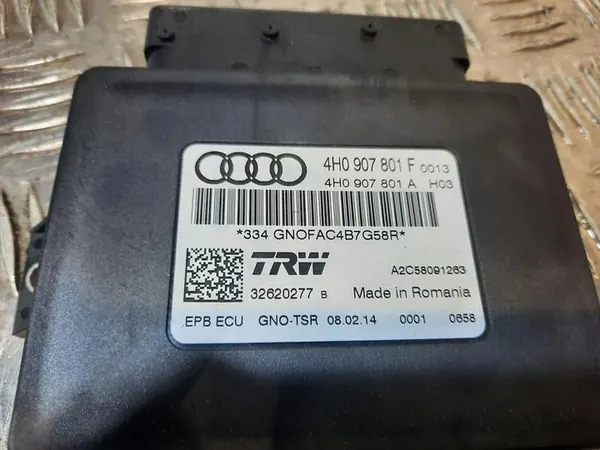 4H0 907 801 F 0013
4H0 907 801 A H03
*334 GNOFAC4B7G58R*
TRW
A2C58091263
32620277 B Made in Romania
EPB ECU GNO-TSR 08.02.14 0001 0658